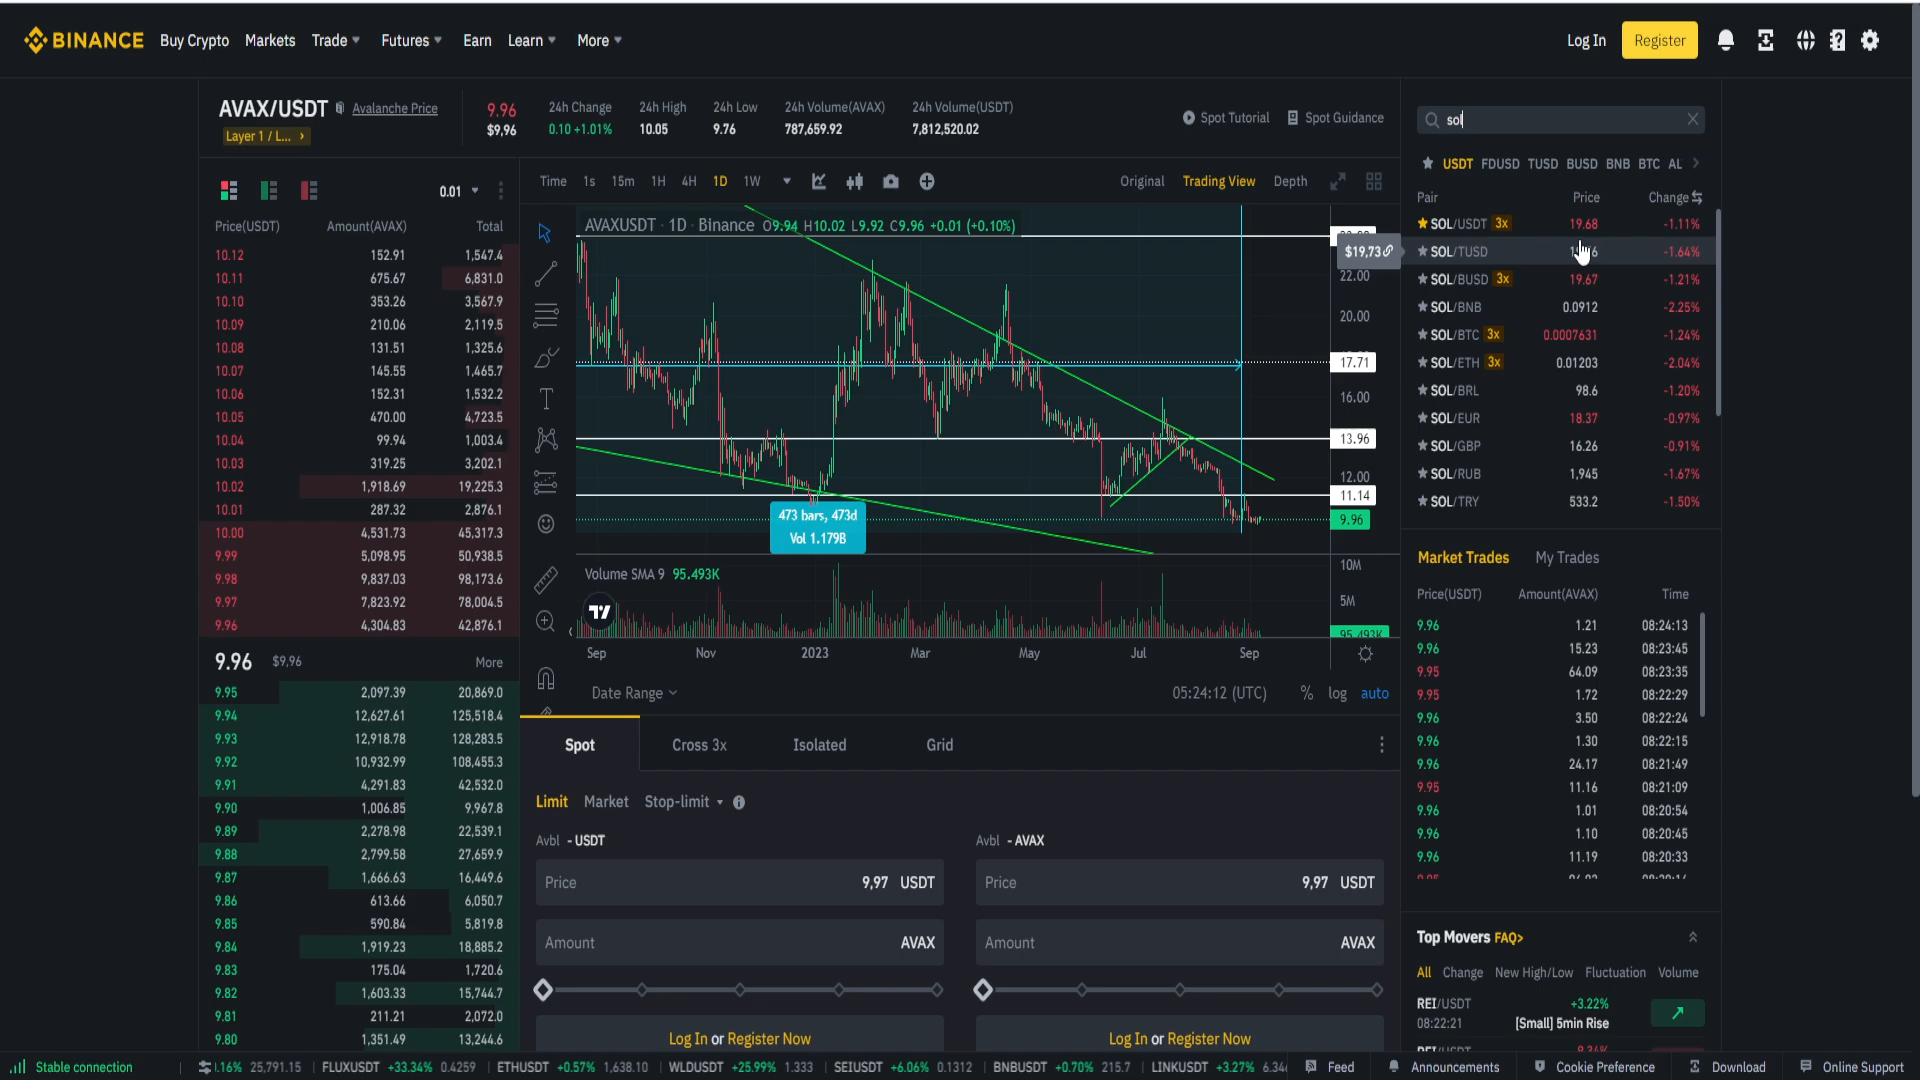 BINANCE Buy Crypto Markets Trade Futures Earn Learn More Log In Register
AVAX/USDT Avalanche Price
Layer 1 / L... >
9.96
$9,96
24h Change
0.10 +1.01%
24h High
10.05
24h Low
9.76
24h Volume(AVAX)
787,659.92
24h Volume(USDT)
7,812,520.02
Spot Tutorial Spot Guidance
0.01
Price(USDT) Amount(AVAX) Total
10.12 152.91 1,547.4
10.11 675.67 6,831.0
10.10 353.26 3,567.9
10.09 210.06 2,119.5
10.08 131.51 1,325.6
10.07 145.55 1,465.7
10.06 152.31 1,532.2
10.05 470.00 4,723.5
10.04 99.94 1,003.4
10.03 319.25 3,202.1
10.02 1,918.69 19,225.3
10.01 287.32 2,876.1
10.00 4,531.73 45,317.3
9.99 5,098.95 50,938.5
9.98 9,837.03 98,173.6
9.97 7,823.92 78,004.5
9.96 4,304.83 42,876.1
9.96 $9,96 More
9.95 2,097.39 20,869.0
9.94 12,627.61 125,518.4
9.93 12,918.78 128,283.5
9.92 10,932.99 108,455.3
9.91 4,291.83 42,532.0
9.90 1,006.85 9,967.8
9.89 2,278.98 22,539.1
9.88 2,799.58 27,659.9
9.87 1,666.63 16,449.6
9.86 613.66 6,050.7
9.85 590.84 5,819.8
9.84 1,919.23 18,885.2
9.83 175.04 1,720.6
9.82 1,603.33 15,744.7
9.81 211.21 2,072.0
9.80 1,351.49 13,244.6
Time 1s 15m 1H 4H 1D 1W Original Trading View Depth
AVAXUSDT · 1D · Binance O9.94 H10.02 L9.92 C9.96 +0.01 (+0.10%)
$19,73
22.00
20.00
17.71
16.00
13.96
12.00
11.14
9.96
473 bars, 473d
Vol 1.179B
Volume SMA 9 95.493K
10M
5M
95.493K
Sep Nov 2023 Mar May Jul Sep
Date Range 05:24:12 (UTC) % log auto
Spot Cross 3x Isolated Grid
Limit Market Stop-limit
Avbl - USDT
Price 9,97 USDT
Amount AVAX
Log In or Register Now
Avbl - AVAX
Price 9,97 USDT
Amount AVAX
Log In or Register Now
sol
USDT FDUSD TUSD BUSD BNB BTC AL
Pair Price Change
SOL/USDT 3x 19.68 -1.11%
SOL/TUSD -1.64%
SOL/BUSD 3x 19.67 -1.21%
SOL/BNB 0.0912 -2.25%
SOL/BTC 3x 0.0007631 -1.24%
SOL/ETH 3x 0.01203 -2.04%
SOL/BRL 98.6 -1.20%
SOL/EUR 18.37 -0.97%
SOL/GBP 16.26 -0.91%
SOL/RUB 1,945 -1.67%
SOL/TRY 533.2 -1.50%
Market Trades My Trades
Price(USDT) Amount(AVAX) Time
9.96 1.21 08:24:13
9.96 15.23 08:23:45
9.95 64.09 08:23:35
9.95 1.72 08:22:29
9.96 3.50 08:22:24
9.96 1.30 08:22:15
9.96 24.17 08:21:49
9.95 11.16 08:21:09
9.96 1.01 08:20:54
9.96 1.10 08:20:45
9.96 11.19 08:20:33
Top Movers FAQ>
All Change New High/Low Fluctuation Volume
REI/USDT +3.22%
08:22:21 [Small] 5min Rise
Stable connection 1.16% 25,791.15 FLUXUSDT +33.34% 0.4259 ETHUSDT +0.57% 1,638.10 WLDUSDT +25.99% 1.333 SEIUSDT +6.06% 0.1312 BNBUSDT +0.70% 215.7 LINKUSDT +3.27% Feed Announcements Cookie Preference Download Online Support